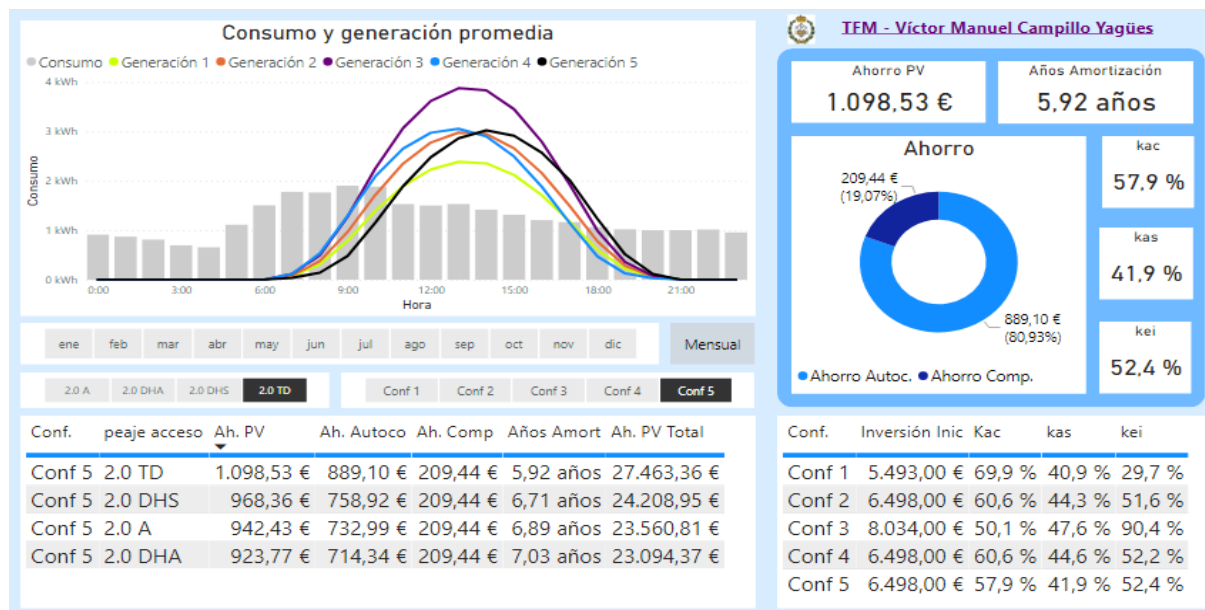 Consumo y generación promedia
Consumo Generación 1 Generación 2 Generación 3 Generación 4 Generación 5
4 kWh
3 kWh
2 kWh
1 kWh
0 kWh
Consumo
0:00 3:00 6:00 9:00 12:00 15:00 18:00 21:00
Hora
ene feb mar abr may jun jul ago sep oct nov dic Mensual
2.0 A 2.0 DHA 2.0 DHS 2.0 TD
Conf 1 Conf 2 Conf 3 Conf 4 Conf 5
Conf. peaje acceso Ah. PV Ah. Autoco Ah. Comp Años Amort Ah. PV Total
Conf 5 2.0 TD 1.098,53 € 889,10 € 209,44 € 5,92 años 27.463,36 €
Conf 5 2.0 DHS 968,36 € 758,92 € 209,44 € 6,71 años 24.208,95 €
Conf 5 2.0 A 942,43 € 732,99 € 209,44 € 6,89 años 23.560,81 €
Conf 5 2.0 DHA 923,77 € 714,34 € 209,44 € 7,03 años 23.094,37 €
TFM - Víctor Manuel Campillo Yagües
Ahorro PV
1.098,53 €
Años Amortización
5,92 años
Ahorro
209,44 €
(19,07%)
889,10 €
(80,93%)
Ahorro Autoc. Ahorro Comp.
kac
57,9 %
kas
41,9 %
kei
52,4 %
Conf. Inversión Inic Kac kas kei
Conf 1 5.493,00 € 69,9 % 40,9 % 29,7 %
Conf 2 6.498,00 € 60,6 % 44,3 % 51,6 %
Conf 3 8.034,00 € 50,1 % 47,6 % 90,4 %
Conf 4 6.498,00 € 60,6 % 44,6 % 52,2 %
Conf 5 6.498,00 € 57,9 % 41,9 % 52,4 %